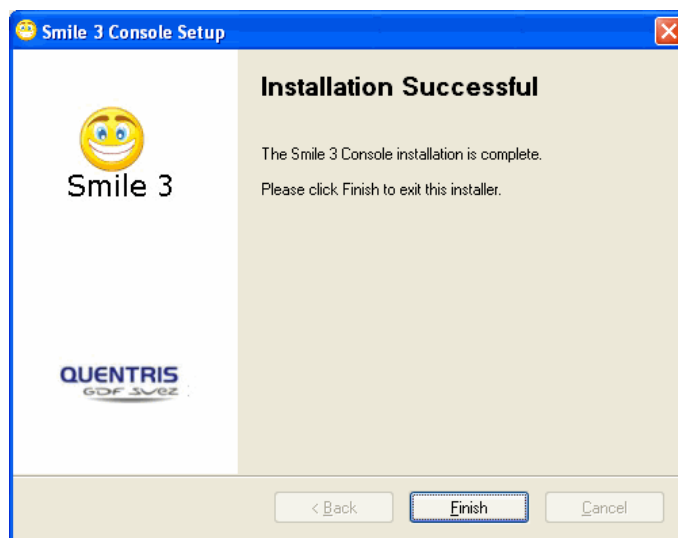 Smile 3 Console Setup
Installation Successful
The Smile 3 Console installation is complete.
Please click Finish to exit this installer.
Smile 3
QUENTRIS
GDF SUEZ
< Back
Finish
Cancel